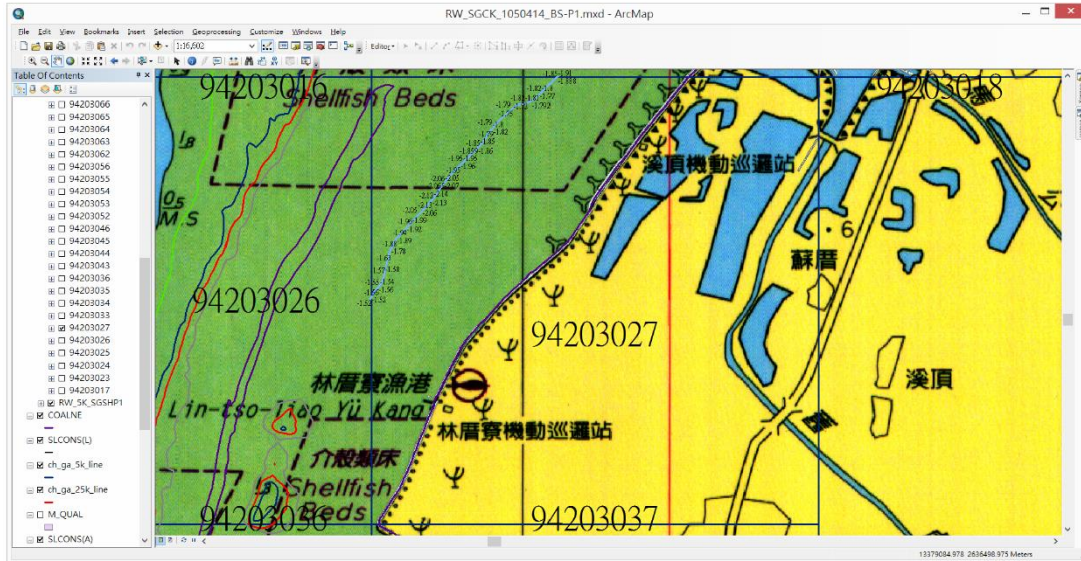 RW_SGCK_1050414_BS-P1.mxd - ArcMap
File Edit View Bookmarks Insert Selection Geoprocessing Customize Windows Help
1:16,602
Editor
Table Of Contents
94203066
94203065
94203064
94203063
94203062
94203056
94203055
94203054
94203053
94203052
94203046
94203045
94203044
94203043
94203036
94203035
94203034
94203033
94203027
94203026
94203025
94203024
94203023
94203017
RW_5K_SGSHP1
COALNE
SLCONS(L)
ch_ga_5k_line
ch_ga_25k_line
M_QUAL
SLCONS(A)
94203016
94203018
Shellfish Beds
溪頂機動巡邏站
M.S
6
蘇厝
94203026
94203027
溪頂
林厝寮漁港
Lin-tso-liao Yü Kang
林厝寮機動巡邏站
介殼類床
Shellfish
Beds
94203036
94203037
13379084.978 2636498.975 Meters